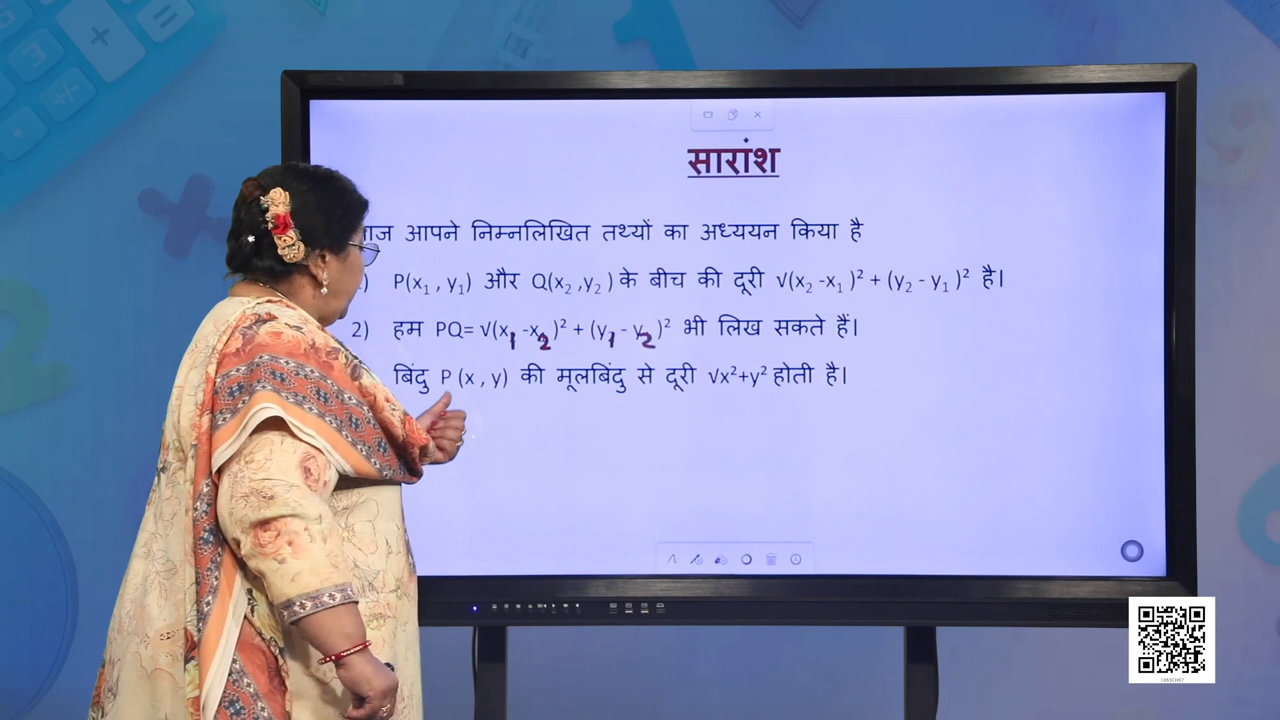 सारांश
आपने निम्नलिखित तथ्यों का अध्ययन किया है
P(x₁ , y₁) और Q(x₂ ,y₂ ) के बीच की दूरी √(x₂ -x₁ )² + (y₂ - y₁ )² है।
2) हम PQ= √(x₁ -x₂ )² + (y₁ - y₂ )² भी लिख सकते हैं।
बिंदु P (x , y) की मूलबिंदु से दूरी √x²+y² होती है।
1063CH07